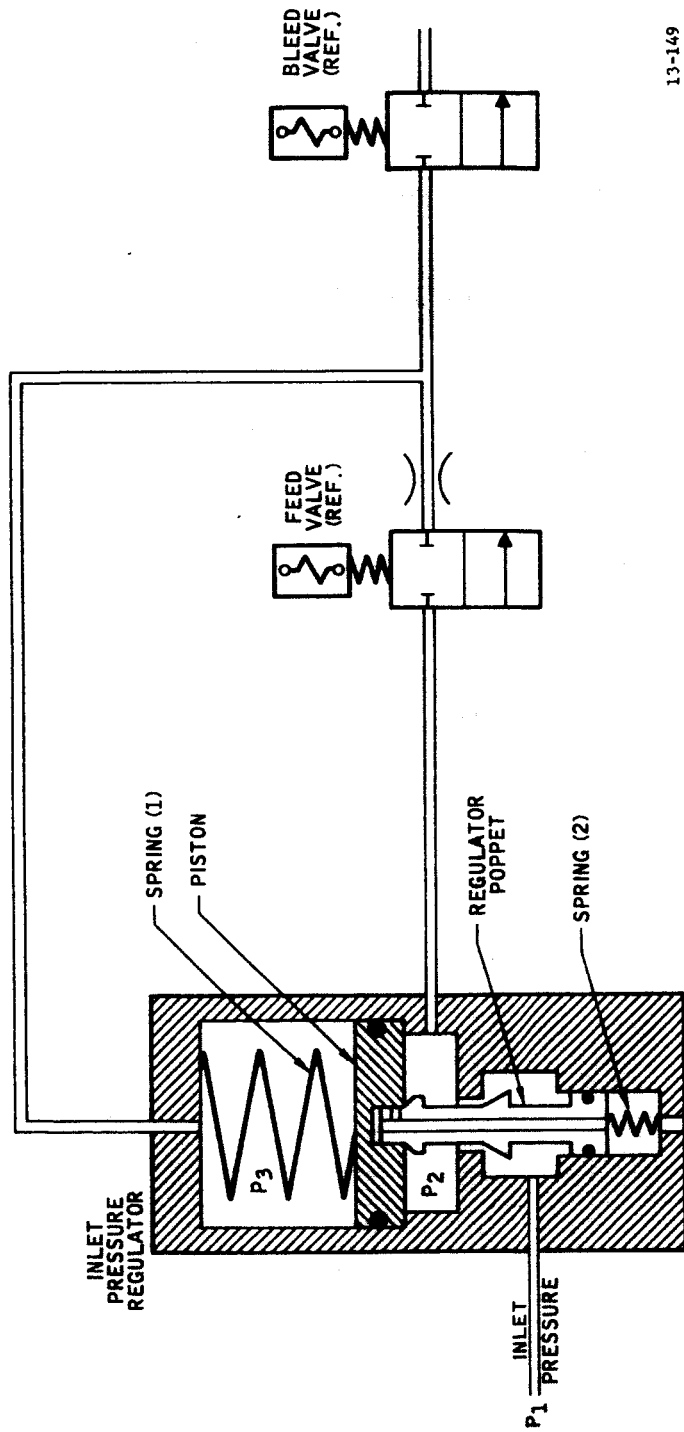 INLET
PRESSURE
REGULATOR
P3
SPRING (1)
PISTON
P2
REGULATOR
POPPET
SPRING (2)
P1
INLET
PRESSURE
FEED
VALVE
(REF.)
BLEED
VALVE
(REF.)
13-149